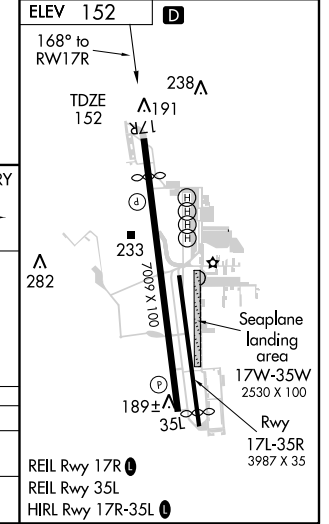 ELEV 152 D
168° to
RW17R
TDZE
152
238
191
17R
RY
P
H
H
H
H
233
282
7009 X 100
Seaplane
landing
area
17W-35W
2530 X 100
P
189±
35L
Rwy
17L-35R
3987 X 35
REIL Rwy 17R L
REIL Rwy 35L
HIRL Rwy 17R-35L L